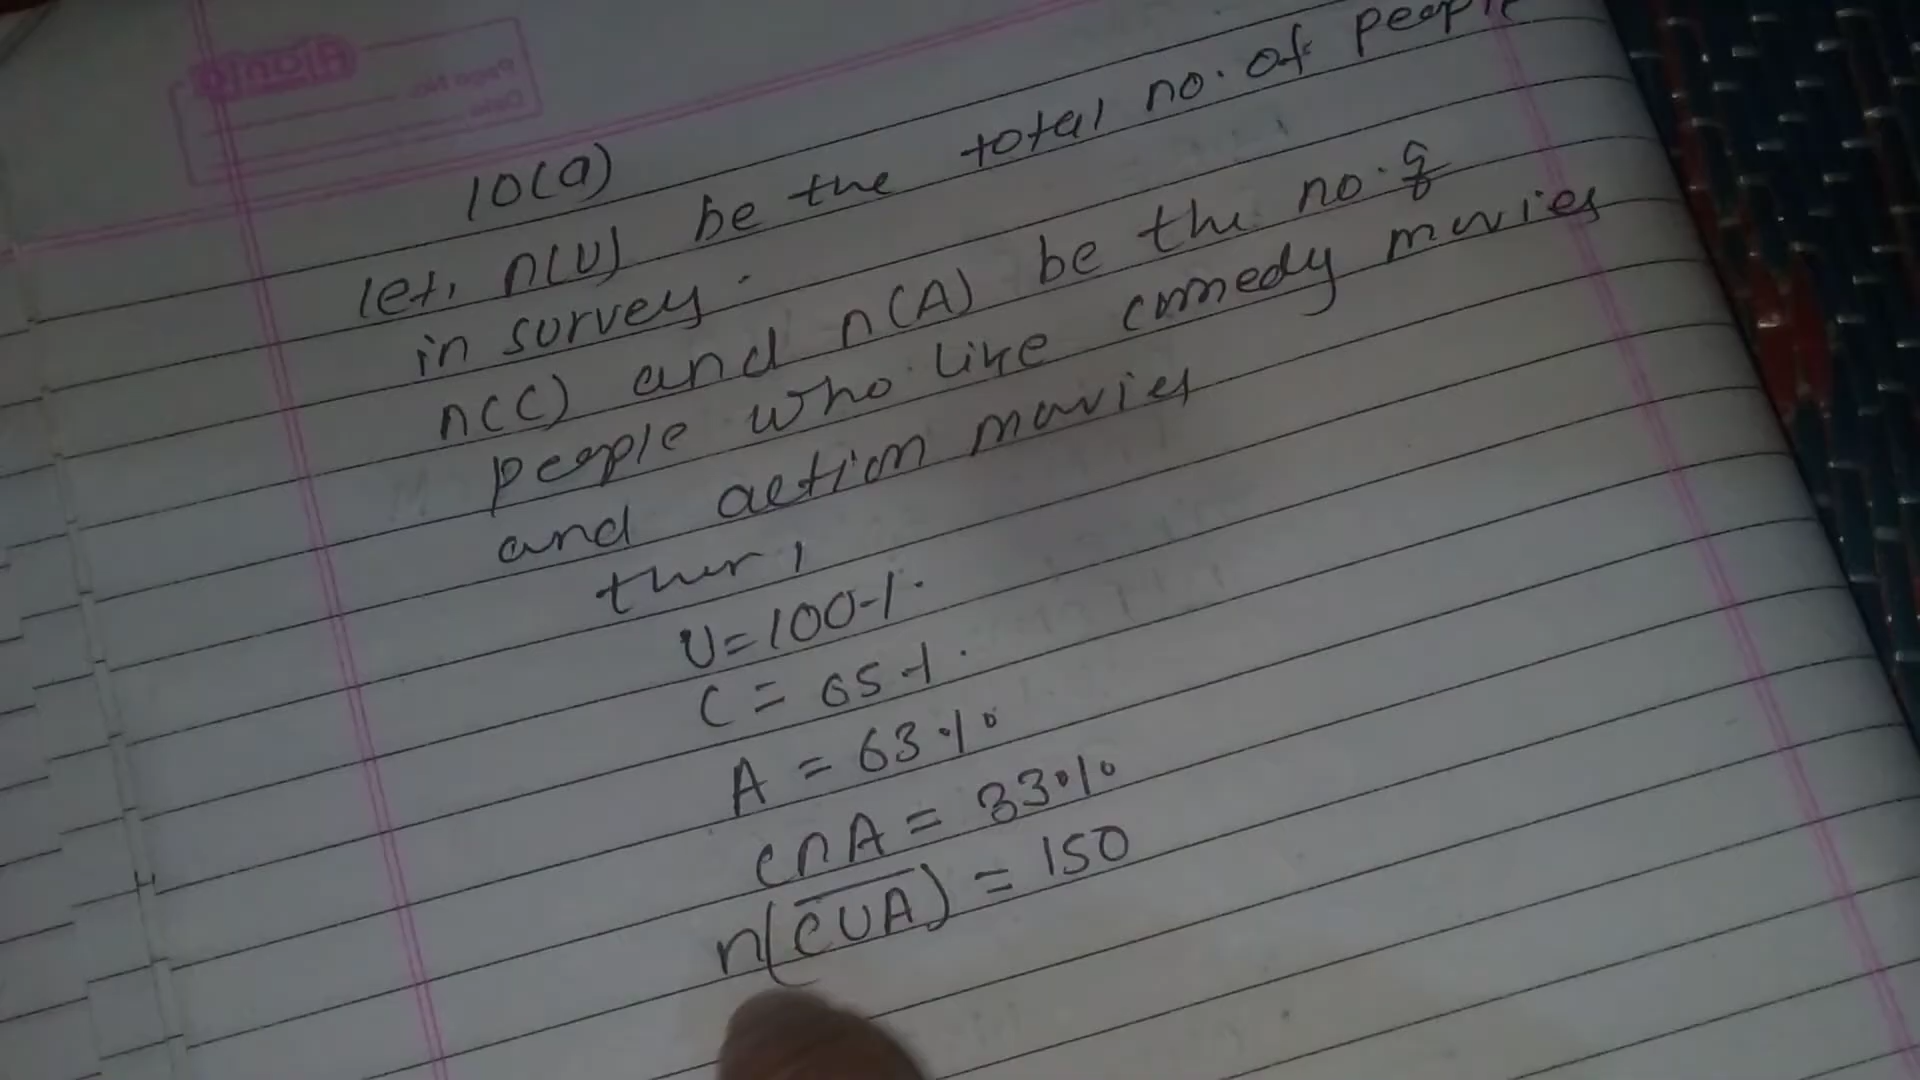 10(a)
let, n(U) be the total no. of people
in survey.
n(C) and n(A) be the no. of
people who like comedy movies
and action movies
then,
U = 100%.
C = 65%.
A = 63%
C∩A = 33%
n(C̅U̅A̅) = 150